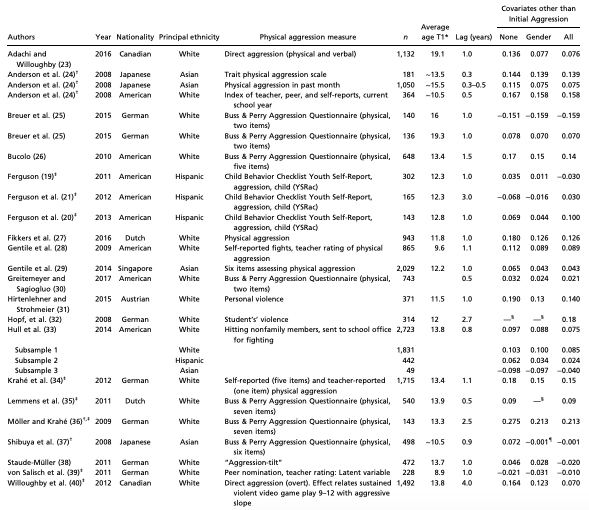 Covariates other than
Initial Aggression
Average
Authors Year Nationality Principal ethnicity Physical aggression measure n age T1* Lag (years) None Gender All
Adachi and 2016 Canadian White Direct aggression (physical and verbal) 1,132 19.1 1.0 0.136 0.077 0.076
Willoughby (23)
Anderson et al. (24)† 2008 Japanese Asian Trait physical aggression scale 181 ~13.5 0.3 0.144 0.139 0.139
Anderson et al. (24)† 2008 Japanese Asian Physical aggression in past month 1,050 ~15.5 0.3–0.5 0.115 0.075 0.075
Anderson et al. (24)† 2008 American White Index of teacher, peer, and self-reports, current 364 ~10.5 0.5 0.167 0.158 0.158
school year
Breuer et al. (25) 2015 German White Buss & Perry Aggression Questionnaire (physical, 140 16 1.0 −0.151 −0.159 −0.159
two items)
Breuer et al. (25) 2015 German White Buss & Perry Aggression Questionnaire (physical, 136 19.3 1.0 0.078 0.070 0.070
two items)
Bucolo (26) 2010 American White Buss & Perry Aggression Questionnaire (physical, 648 13.4 1.5 0.17 0.15 0.14
five items)
Ferguson (19)‡ 2011 American Hispanic Child Behavior Checklist Youth Self-Report, 302 12.3 1.0 0.035 0.011 −0.030
aggression, child (YSRac)
Ferguson et al. (21)‡ 2012 American Hispanic Child Behavior Checklist Youth Self-Report, 165 12.3 3.0 −0.068 −0.016 0.030
aggression, child (YSRac)
Ferguson et al. (20)‡ 2013 American Hispanic Child Behavior Checklist Youth Self-Report, 143 12.8 1.0 0.069 0.044 0.100
aggression, child (YSRac)
Fikkers et al. (27) 2016 Dutch White Physical aggression 943 11.8 1.0 0.180 0.126 0.126
Gentile et al. (28) 2009 American White Self-reported fights, teacher rating of physical 865 9.6 1.1 0.112 0.089 0.089
aggression
Gentile et al. (29) 2014 Singapore Asian Six items assessing physical aggression 2,029 12.2 1.0 0.065 0.043 0.043
Greitemeyer and 2017 American White Buss & Perry Aggression Questionnaire (physical, 743 0.5 0.032 0.024 0.021
Sagioglou (30) two items)
Hirtenlehner and 2015 Austrian White Personal violence 371 11.5 1.0 0.190 0.13 0.140
Strohmeier (31)
Hopf, et al. (32) 2008 German White Student's violence 314 12 2.7 —§ —§ 0.18
Hull et al. (33) 2014 American White Hitting nonfamily members, sent to school office 2,723 13.8 0.8 0.097 0.088 0.075
for fighting
Subsample 1 White 1,831 0.103 0.100 0.085
Subsample 2 Hispanic 442 0.062 0.034 0.024
Subsample 3 Asian 49 −0.098 −0.097 −0.040
Krahé et al. (34)‡ 2012 German White Self-reported (five items) and teacher-reported 1,715 13.4 1.1 0.18 0.15 0.15
(one item) physical aggression
Lemmens et al. (35)‡ 2011 Dutch White Buss & Perry Aggression Questionnaire (physical, 540 13.9 0.5 0.09 —§ 0.09
seven items)
Möller and Krahé (36)†,‡ 2009 German White Buss & Perry Aggression Questionnaire (physical, 143 13.3 2.5 0.275 0.213 0.213
seven items)
Shibuya et al. (37)† 2008 Japanese Asian Buss & Perry Aggression Questionnaire (physical, 498 ~10.5 0.9 0.072 −0.001¶ −0.001
six items)
Staude-Müller (38) 2011 German White "Aggression-tilt" 472 13.7 1.0 0.046 0.028 −0.020
von Salisch et al. (39)‡ 2011 German White Peer nomination, teacher rating: Latent variable 228 8.9 1.0 −0.021 −0.031 −0.010
Willoughby et al. (40)‡ 2012 Canadian White Direct aggression (overt). Effect relates sustained 1,492 13.8 4.0 0.164 0.123 0.070
violent video game play 9–12 with aggressive
slope